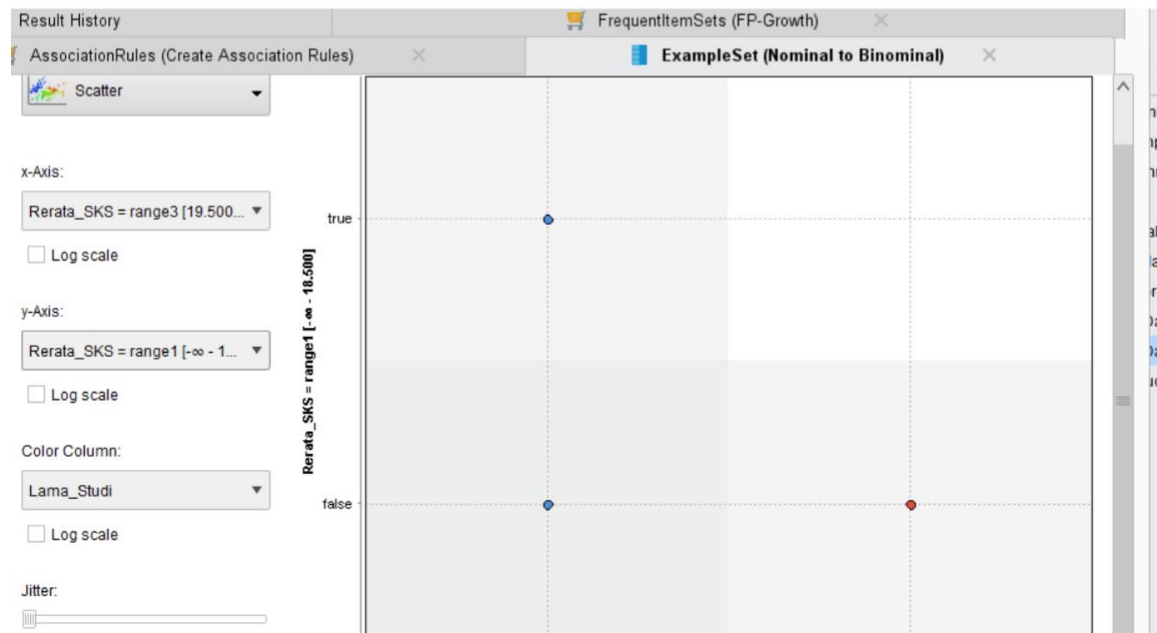 Result History
FrequentItemSets (FP-Growth)
AssociationRules (Create Association Rules)
ExampleSet (Nominal to Binominal)
Scatter
x-Axis:
Rerata_SKS = range3 [19.500...
Log scale
y-Axis:
Rerata_SKS = range1 [-∞ - 1...
Log scale
Color Column:
Lama_Studi
Log scale
Jitter:
true
false
Rerata_SKS = range1 [-∞ - 18.500]